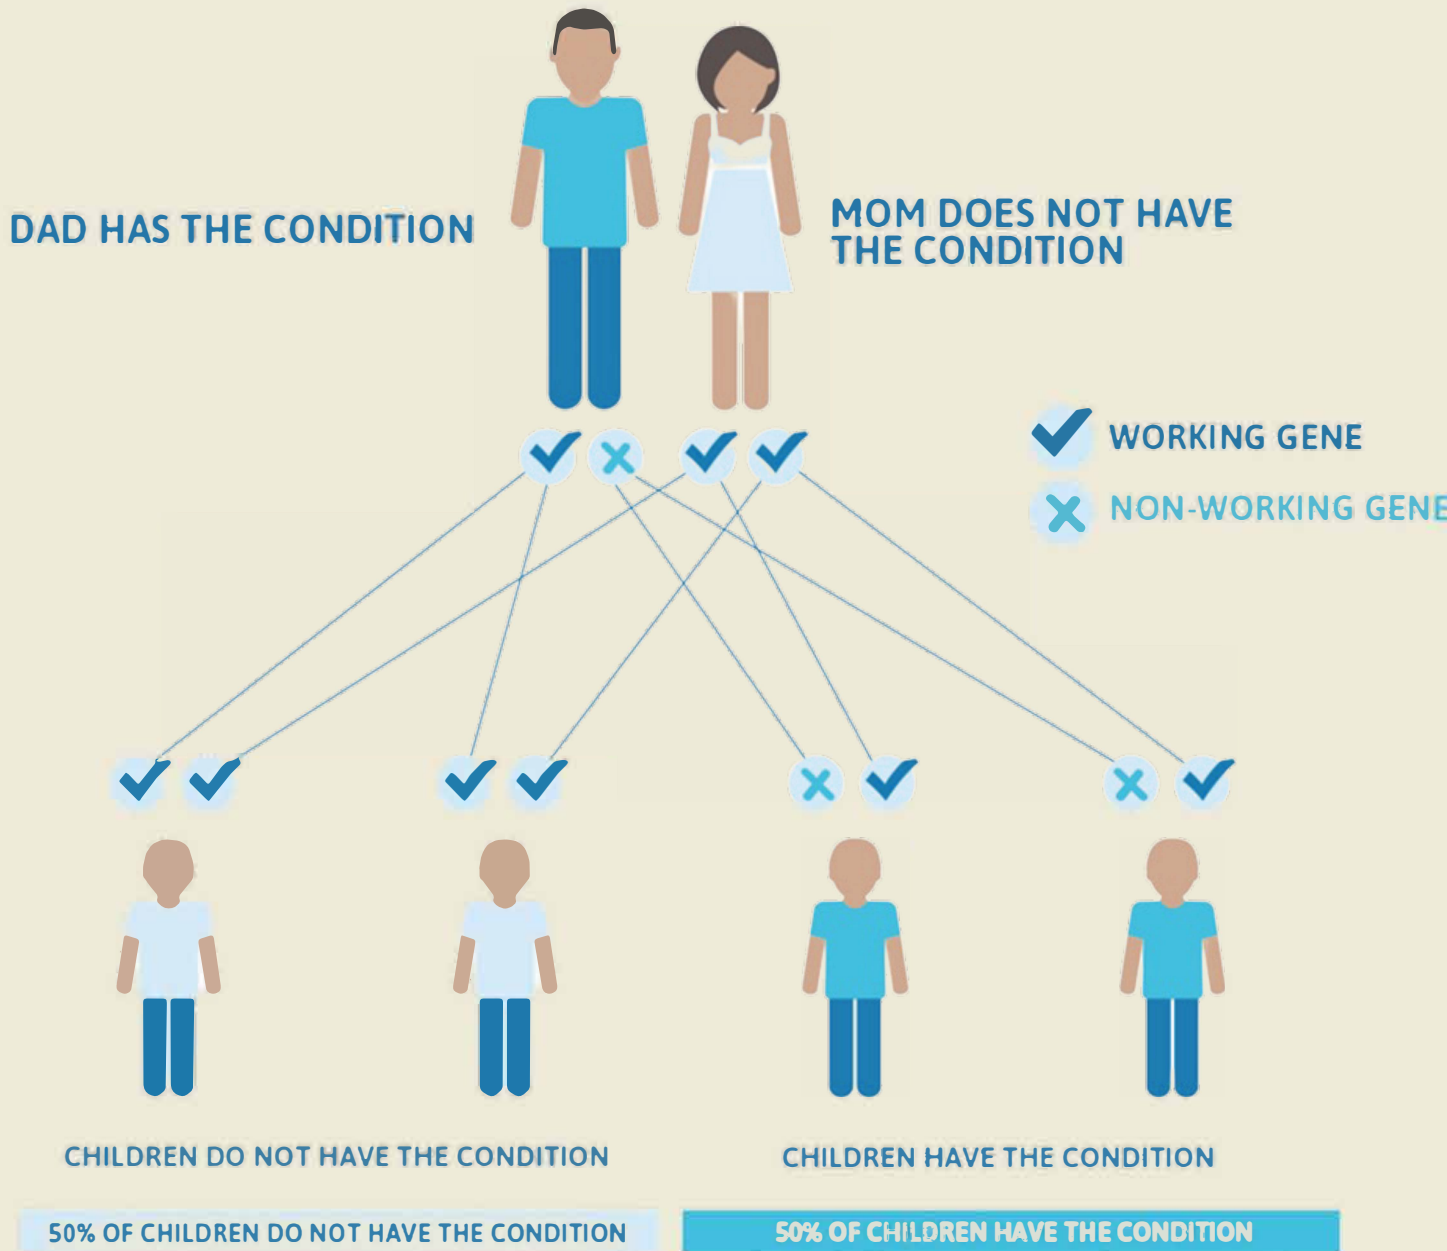 DAD HAS THE CONDITION
MOM DOES NOT HAVE
THE CONDITION
WORKING GENE
NON-WORKING GENE
CHILDREN DO NOT HAVE THE CONDITION
CHILDREN HAVE THE CONDITION
50% OF CHILDREN DO NOT HAVE THE CONDITION
50% OF CHILDREN HAVE THE CONDITION